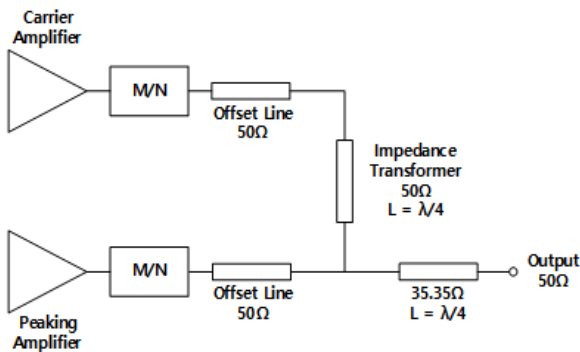 Carrier
Amplifier
M/N
Offset Line
50Ω
Impedance
Transformer
50Ω
L = λ/4
Peaking
Amplifier
M/N
Offset Line
50Ω
35.35Ω
L = λ/4
Output
50Ω